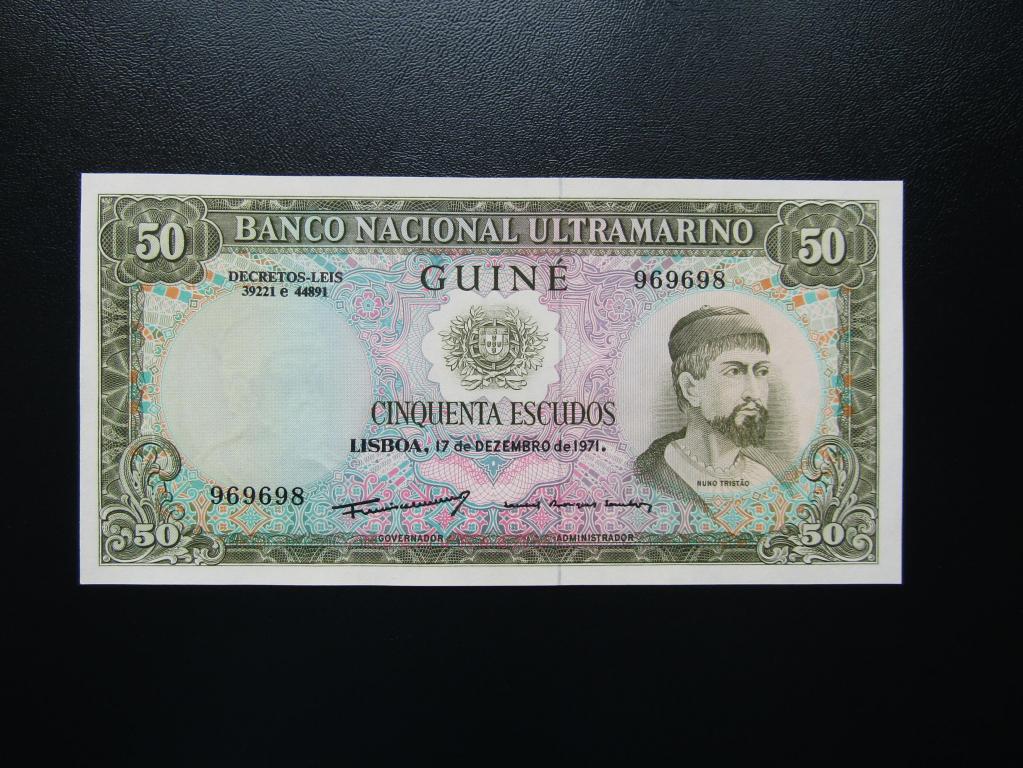 50 BANCO NACIONAL ULTRAMARINO 50
DECRETOS-LEIS
39221 e 44891
GUINÉ
969698
CINQUENTA ESCUDOS
LISBOA, 17 de DEZEMBRO de 1971.
NUNO TRISTÃO
969698
GOVERNADOR ADMINISTRADOR
50 50